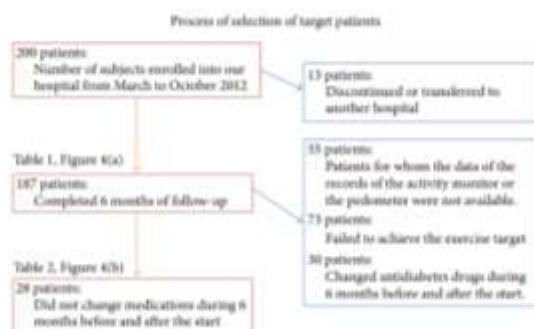 Process of selection of target patients
200 patients:
Number of subjects enrolled into our
hospital from March to October 2012
13 patients:
Discontinued or transferred to
another hospital
Table 1, Figure 4(a)
187 patients:
Completed 6 months of follow-up
patients:
Patients for whom the data of the
records of the activity monitor or
the pedometer were not available.
73 patients:
Failed to achieve the exercise target
30 patients:
Changed antidiabetes drugs during
6 months before and after the start.
Table 2, Figure 4(b)
28 patients:
Did not change medications during 6
months before and after the start